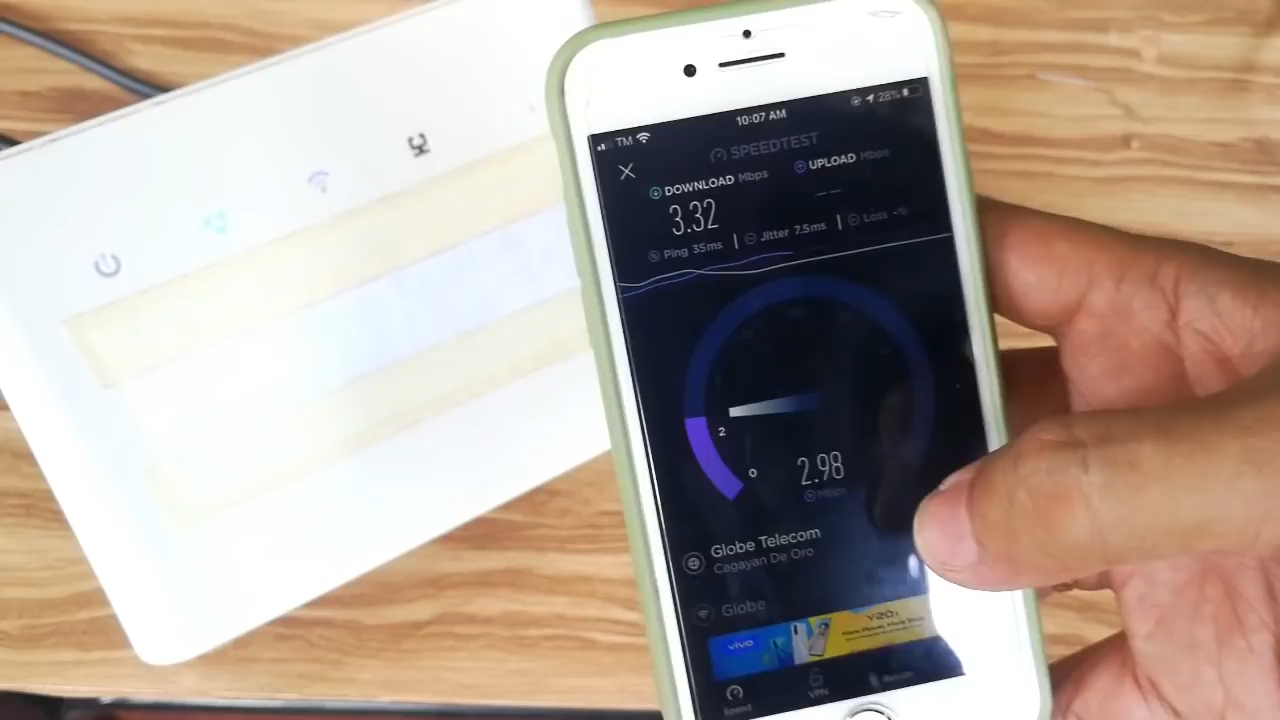 TM 10:07 AM 28%
SPEEDTEST
DOWNLOAD Mbps UPLOAD Mbps
3.32
Ping 35ms Jitter 7.5ms Loss -%
2
0
2.98
Mbps
Globe Telecom
Cagayan De Oro
Globe
vivo
Speed VPN Results